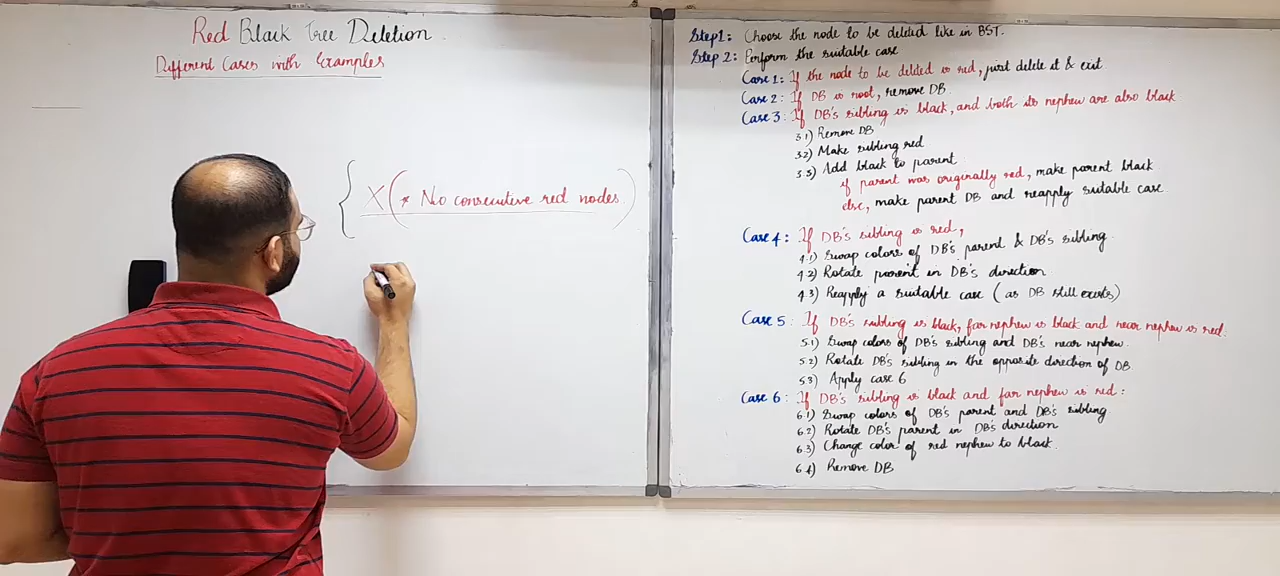 Red Black Tree Deletion
Different Cases with Examples
X ( * No consecutive red nodes )
Step1: Choose the node to be deleted like in BST.
Step 2: Perform the suitable case
Case 1: If the node to be deleted is red, just delete it & exit
Case 2: If DB is root, remove DB.
Case 3: If DB's sibling is black, and both its nephew are also black
3.1) Remove DB
3.2) Make sibling red
3.3) Add black to parent.
if parent was originally red, make parent black
else, make parent DB and reapply suitable case
Case 4: If DB's sibling is red,
4.1) Swap colors of DB's parent & DB's sibling.
4.2) Rotate parent in DB's direction
4.3) Reapply a suitable case (as DB still exists)
Case 5: If DB's sibling is black, far nephew is black and near nephew is red.
5.1) Swap colors of DB's sibling and DB's near nephew.
5.2) Rotate DB's sibling in the opposite direction of DB
5.3) Apply case 6
Case 6: If DB's sibling is black and far nephew is red:
6.1) Swap colors of DB's parent and DB's sibling
6.2) Rotate DB's parent in DB's direction
6.3) Change color of red nephew to black.
6.4) Remove DB